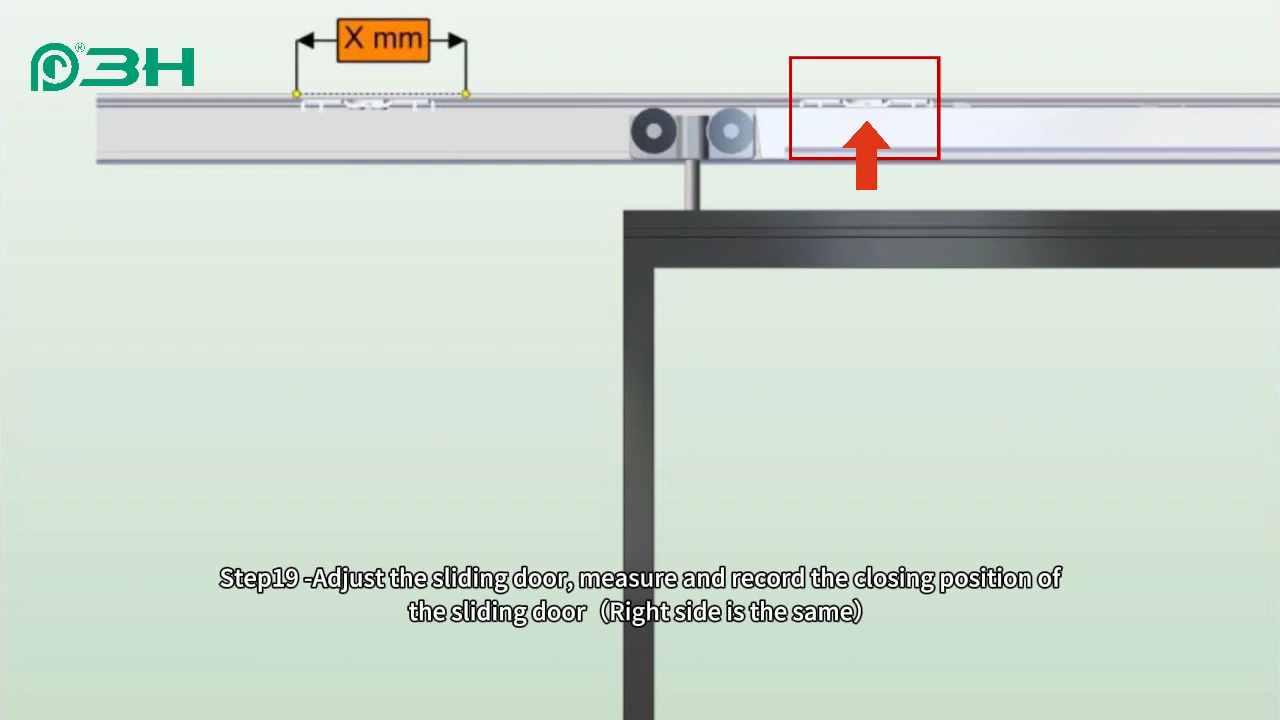 X mm
® 3H
Step19 -Adjust the sliding door, measure and record the closing position of
the sliding door（Right side is the same）